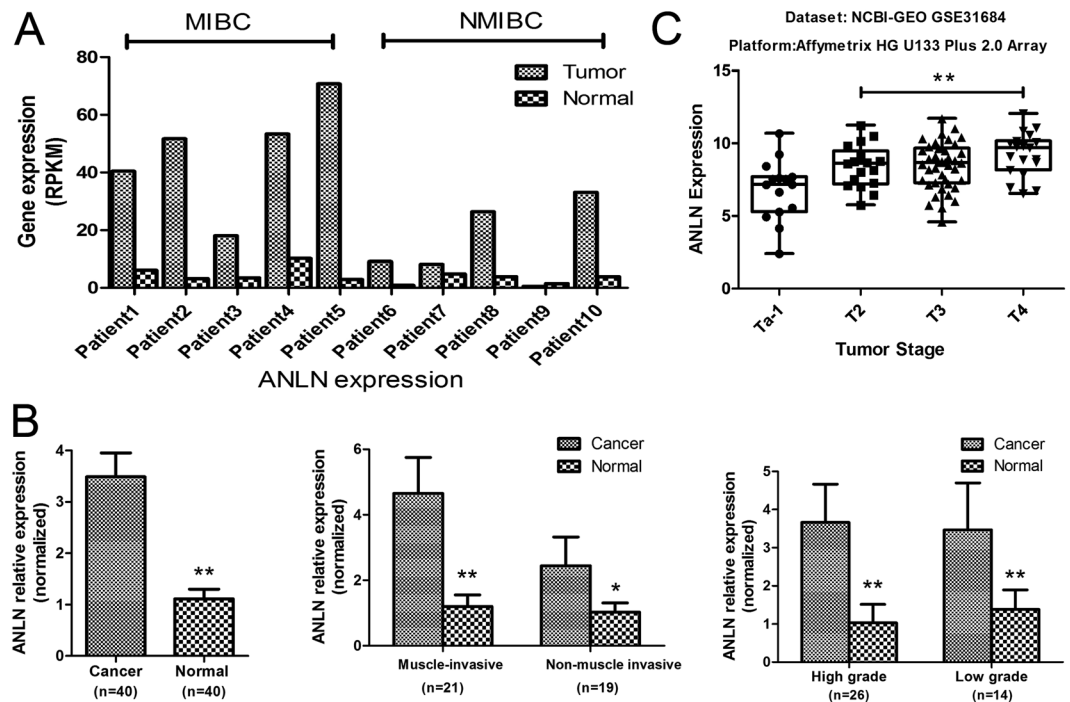 A
MIBC
NMIBC
Tumor
Normal
Gene expression
(RPKM)
80
60
40
20
0
Patient1
Patient2
Patient3
Patient4
Patient5
Patient6
Patient7
Patient8
Patient9
Patient10
ANLN expression
C
Dataset: NCBI-GEO GSE31684
Platform:Affymetrix HG U133 Plus 2.0 Array
**
ANLN Expression
15
10
5
0
Ta-1
T2
T3
T4
Tumor Stage
B
ANLN relative expression
(normalized)
4
3
2
1
0
**
Cancer
Normal
(n=40)
(n=40)
Cancer
Normal
ANLN relative expression
(normalized)
6
4
2
0
**
*
Muscle-invasive
Non-muscle invasive
(n=21)
(n=19)
Cancer
Normal
ANLN relative expression
(normalized)
5
4
3
2
1
0
**
**
High grade
Low grade
(n=26)
(n=14)